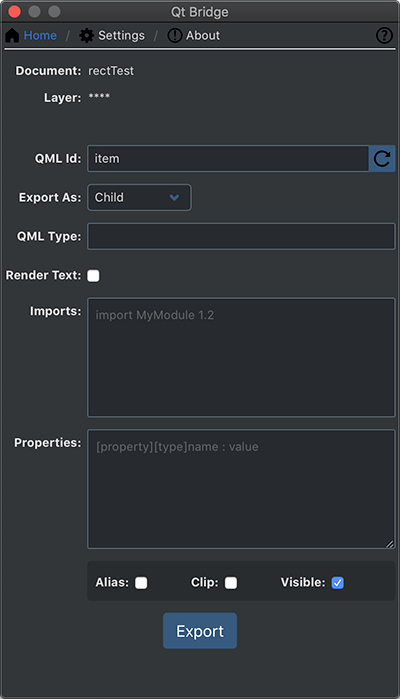 Qt Bridge
Home / Settings / About
Document: rectTest
Layer: ****
QML Id: item
Export As: Child
QML Type:
Render Text:
Imports: import MyModule 1.2
Properties: [property][type]name : value
Alias: Clip: Visible:
Export